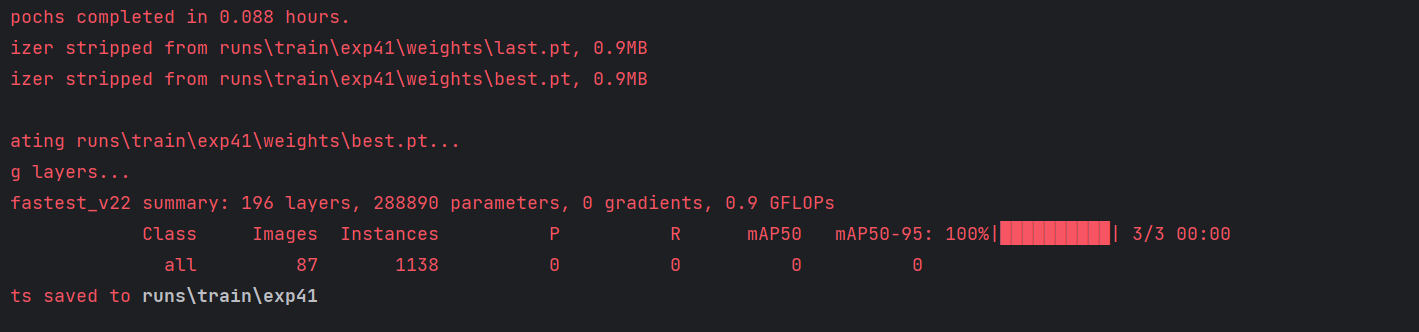 pochs completed in 0.088 hours.
izer stripped from runs\train\exp41\weights\last.pt, 0.9MB
izer stripped from runs\train\exp41\weights\best.pt, 0.9MB
ating runs\train\exp41\weights\best.pt...
g layers...
fastest_v22 summary: 196 layers, 288890 parameters, 0 gradients, 0.9 GFLOPs
Class Images Instances P R mAP50 mAP50-95: 100%|██████████| 3/3 00:00
all 87 1138 0 0 0 0
ts saved to runs\train\exp41